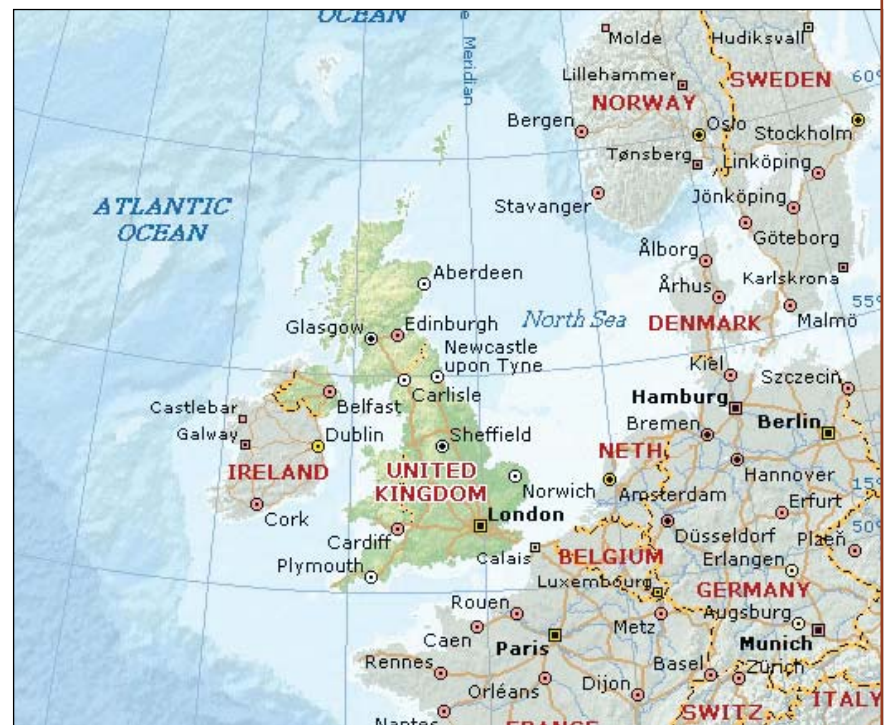 OCEAN
Meridian
Molde
Hudiksvall
Lillehammer
SWEDEN
60°
NORWAY
Bergen
Oslo
Stockholm
Tønsberg
Linköping
ATLANTIC
OCEAN
Stavanger
Jönköping
Göteborg
Ålborg
Aberdeen
Århus
Karlskrona
55°
Glasgow
Edinburgh
North Sea
DENMARK
Malmö
Newcastle
upon Tyne
Kiel
Szczecin
Carlisle
Belfast
Castlebar
Hamburg
Galway
Dublin
Sheffield
Bremen
Berlin
IRELAND
UNITED
KINGDOM
NETH.
Hannover
Norwich
Amsterdam
15°
Erfurt
Cork
London
50°
Cardiff
Calais
Düsseldorf
Plzeň
Plymouth
BELGIUM
Erlangen
Luxembourg
GERMANY
Rouen
Augsburg
Caen
Paris
Metz
Munich
Rennes
Basel
Zürich
Orléans
Dijon
ITALY
SWITZ.
Nantes
FRANCE